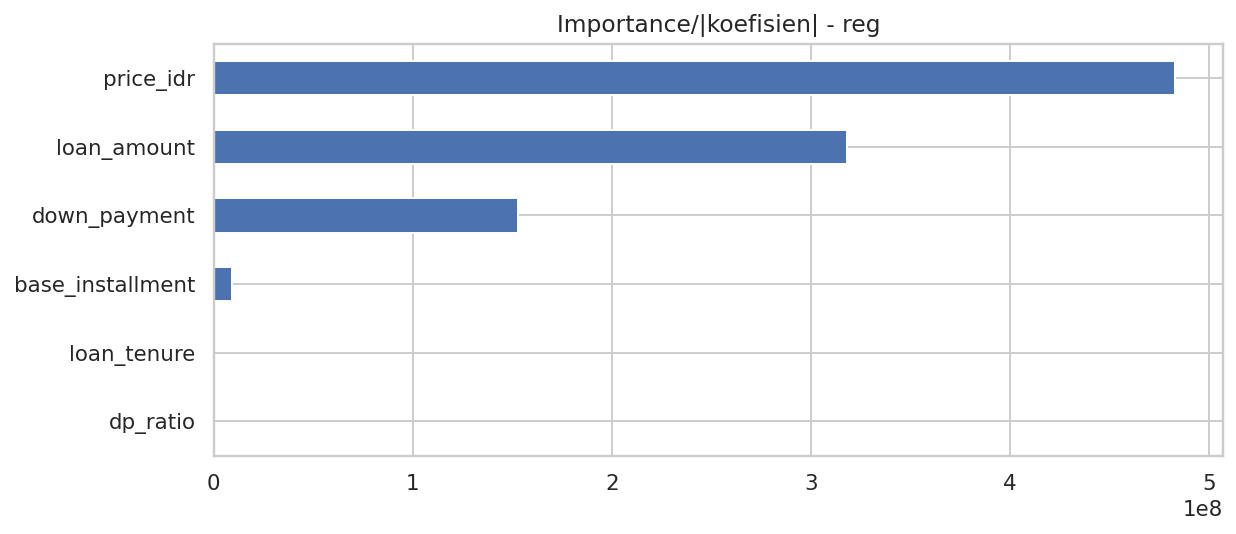 Importance/|koefisien| - reg
price_idr
loan_amount
down_payment
base_installment
loan_tenure
dp_ratio
0 1 2 3 4 5
1e8